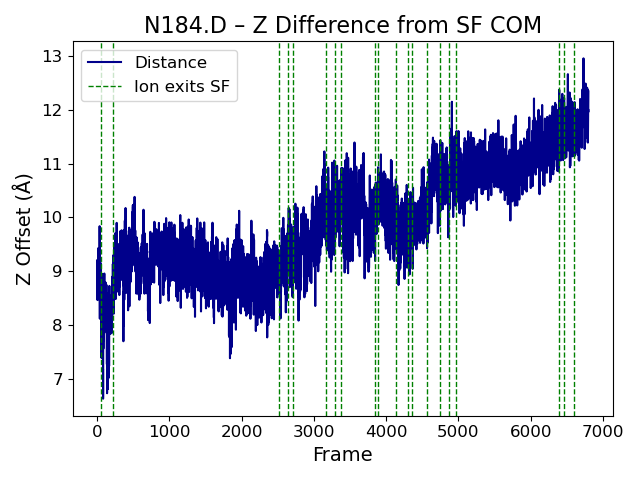 N184.D – Z Difference from SF COM
Distance
Ion exits SF
Z Offset (Å)
13
12
11
10
9
8
7
0 1000 2000 3000 4000 5000 6000 7000
Frame